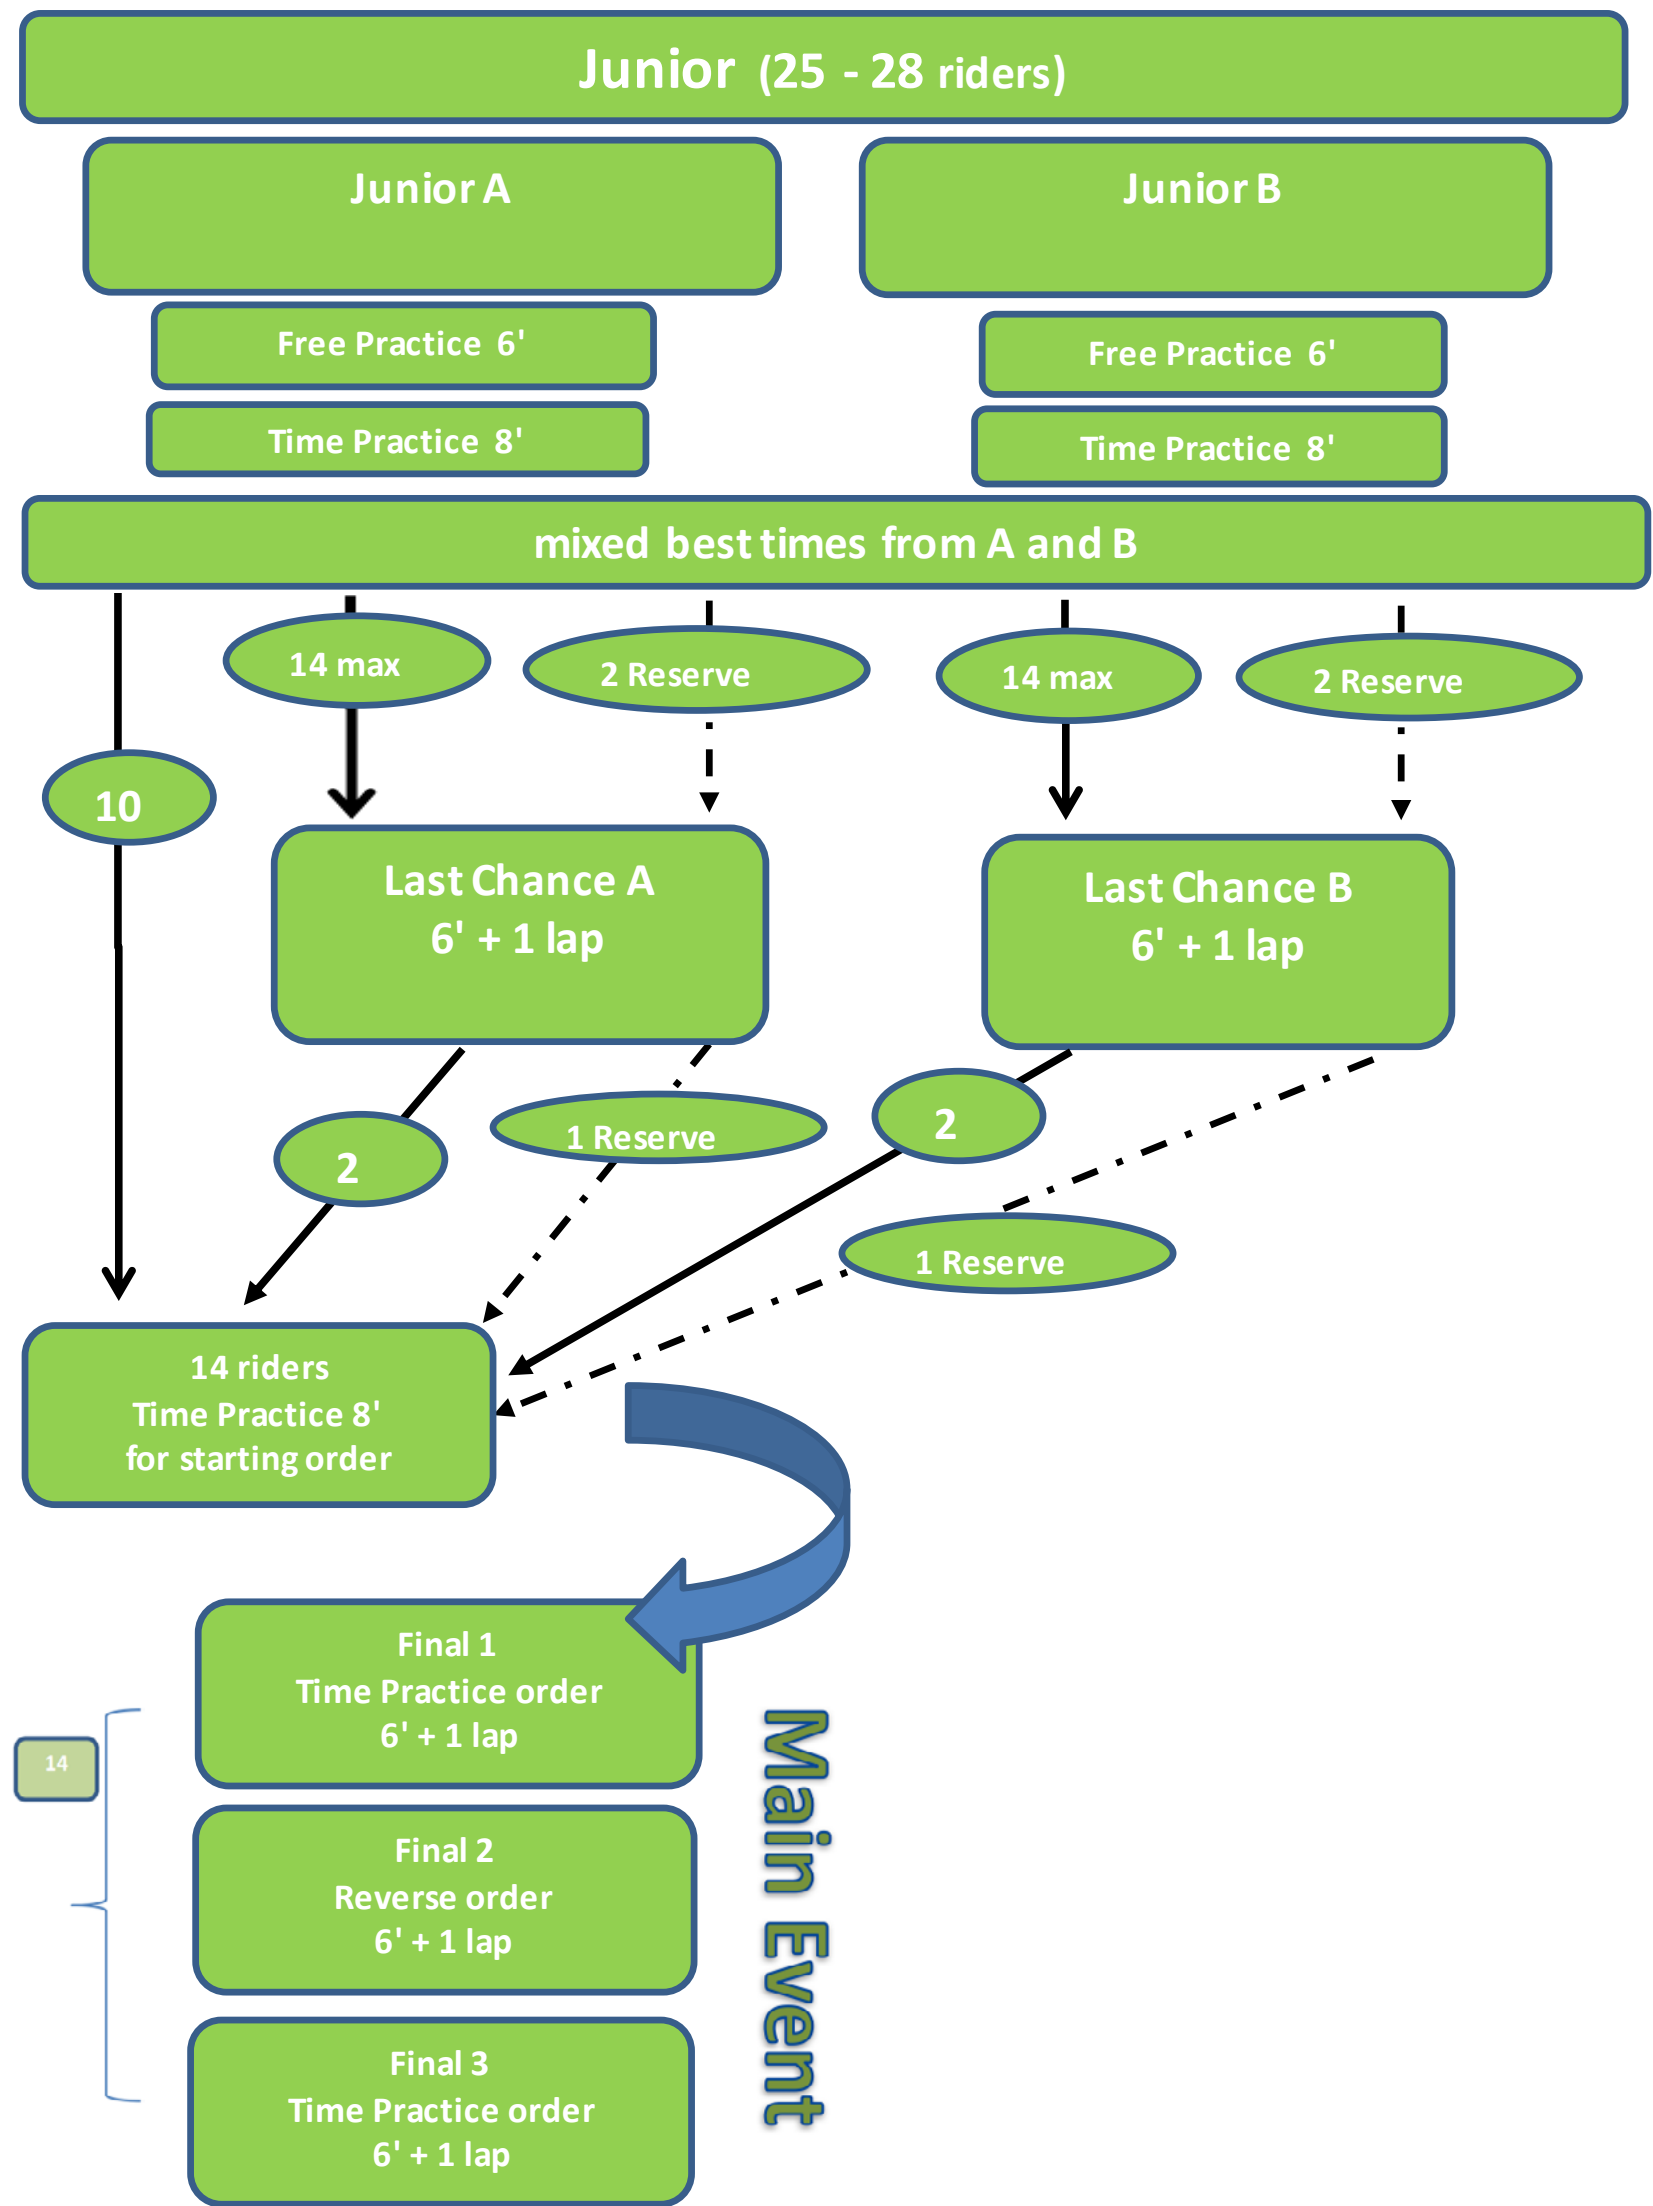 Junior (25 - 28 riders)
Junior A
Junior B
Free Practice 6'
Free Practice 6'
Time Practice 8'
Time Practice 8'
mixed best times from A and B
14 max
2 Reserve
14 max
2 Reserve
10
Last Chance A
6' + 1 lap
Last Chance B
6' + 1 lap
2
1 Reserve
2
1 Reserve
14 riders
Time Practice 8'
for starting order
Final 1
Time Practice order
6' + 1 lap
14
Final 2
Reverse order
6' + 1 lap
Final 3
Time Practice order
6' + 1 lap
Main Event